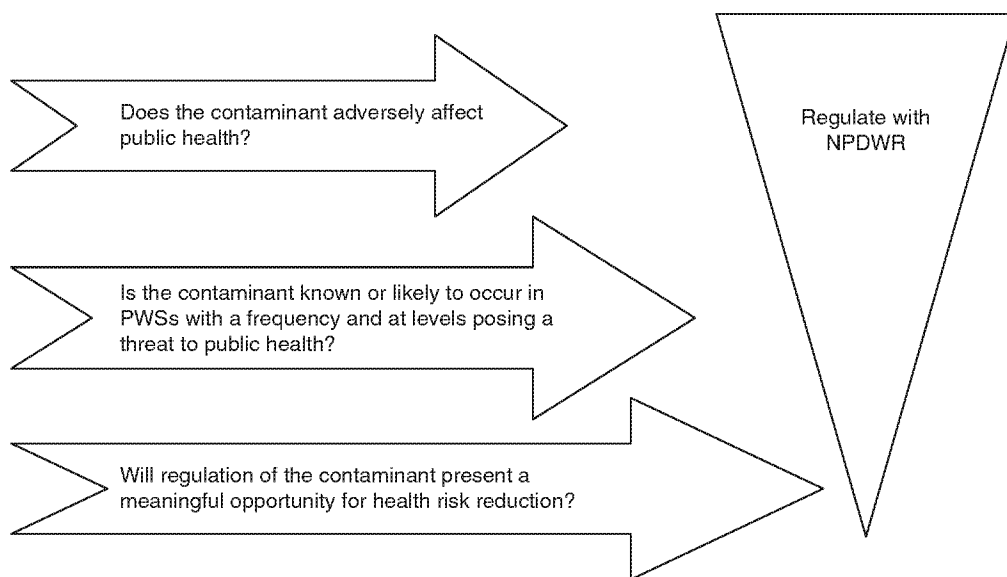 Does the contaminant adversely affect
public health?
Regulate with
NPDWR
Is the contaminant known or likely to occur in
PWSs with a frequency and at levels posing a
threat to public health?
Will regulation of the contaminant present a
meaningful opportunity for health risk reduction?